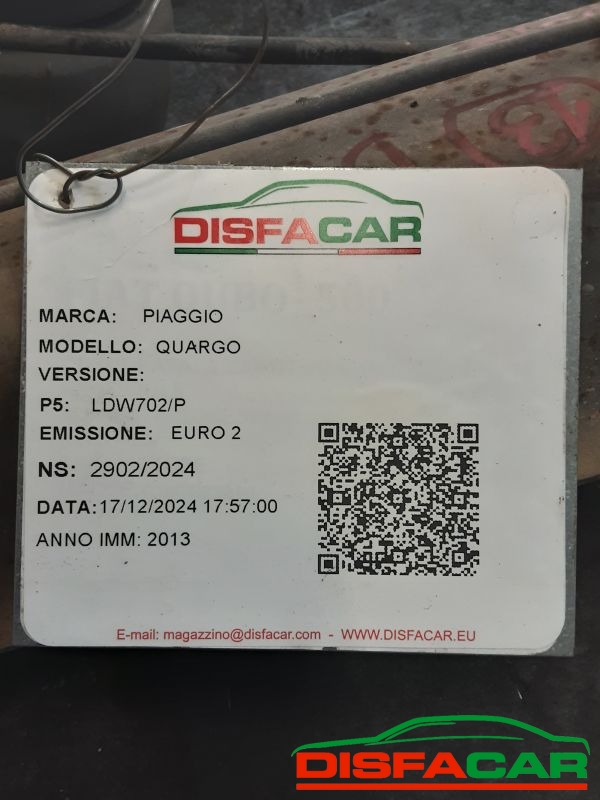 DISFACAR
MARCA: PIAGGIO
MODELLO: QUARGO
VERSIONE:
P5: LDW702/P
EMISSIONE: EURO 2
NS: 2902/2024
DATA:17/12/2024 17:57:00
ANNO IMM: 2013
E-mail: magazzino@disfacar.com - WWW.DISFACAR.EU
DISFACAR